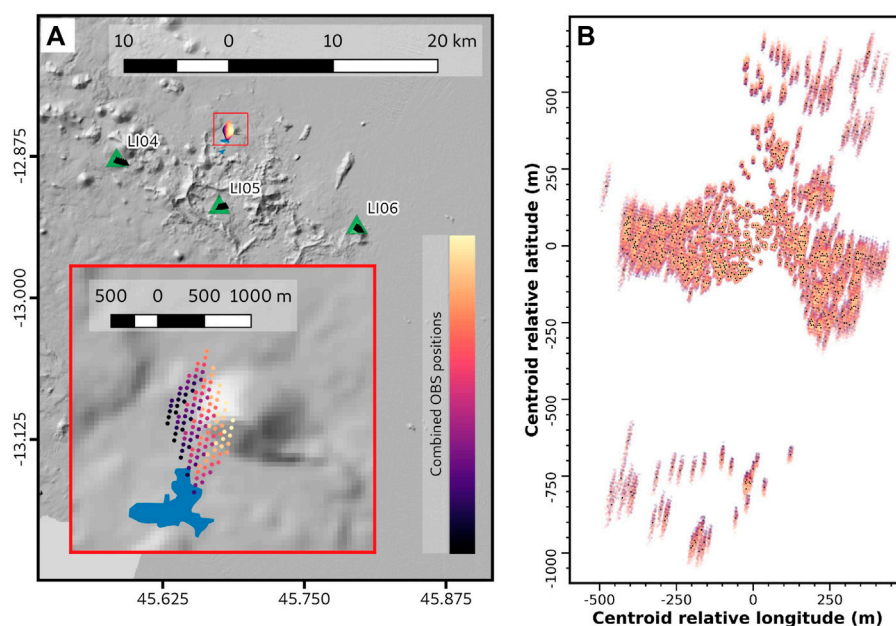 A
10 0 10 20 km
LI04
LI05
LI06
-12.875
-13.000
-13.125
500 0 500 1000 m
Combined OBS positions
45.625 45.750 45.875
B
Centroid relative latitude (m)
500
250
0
-250
-500
-750
-1000
-500 -250 0 250
Centroid relative longitude (m)